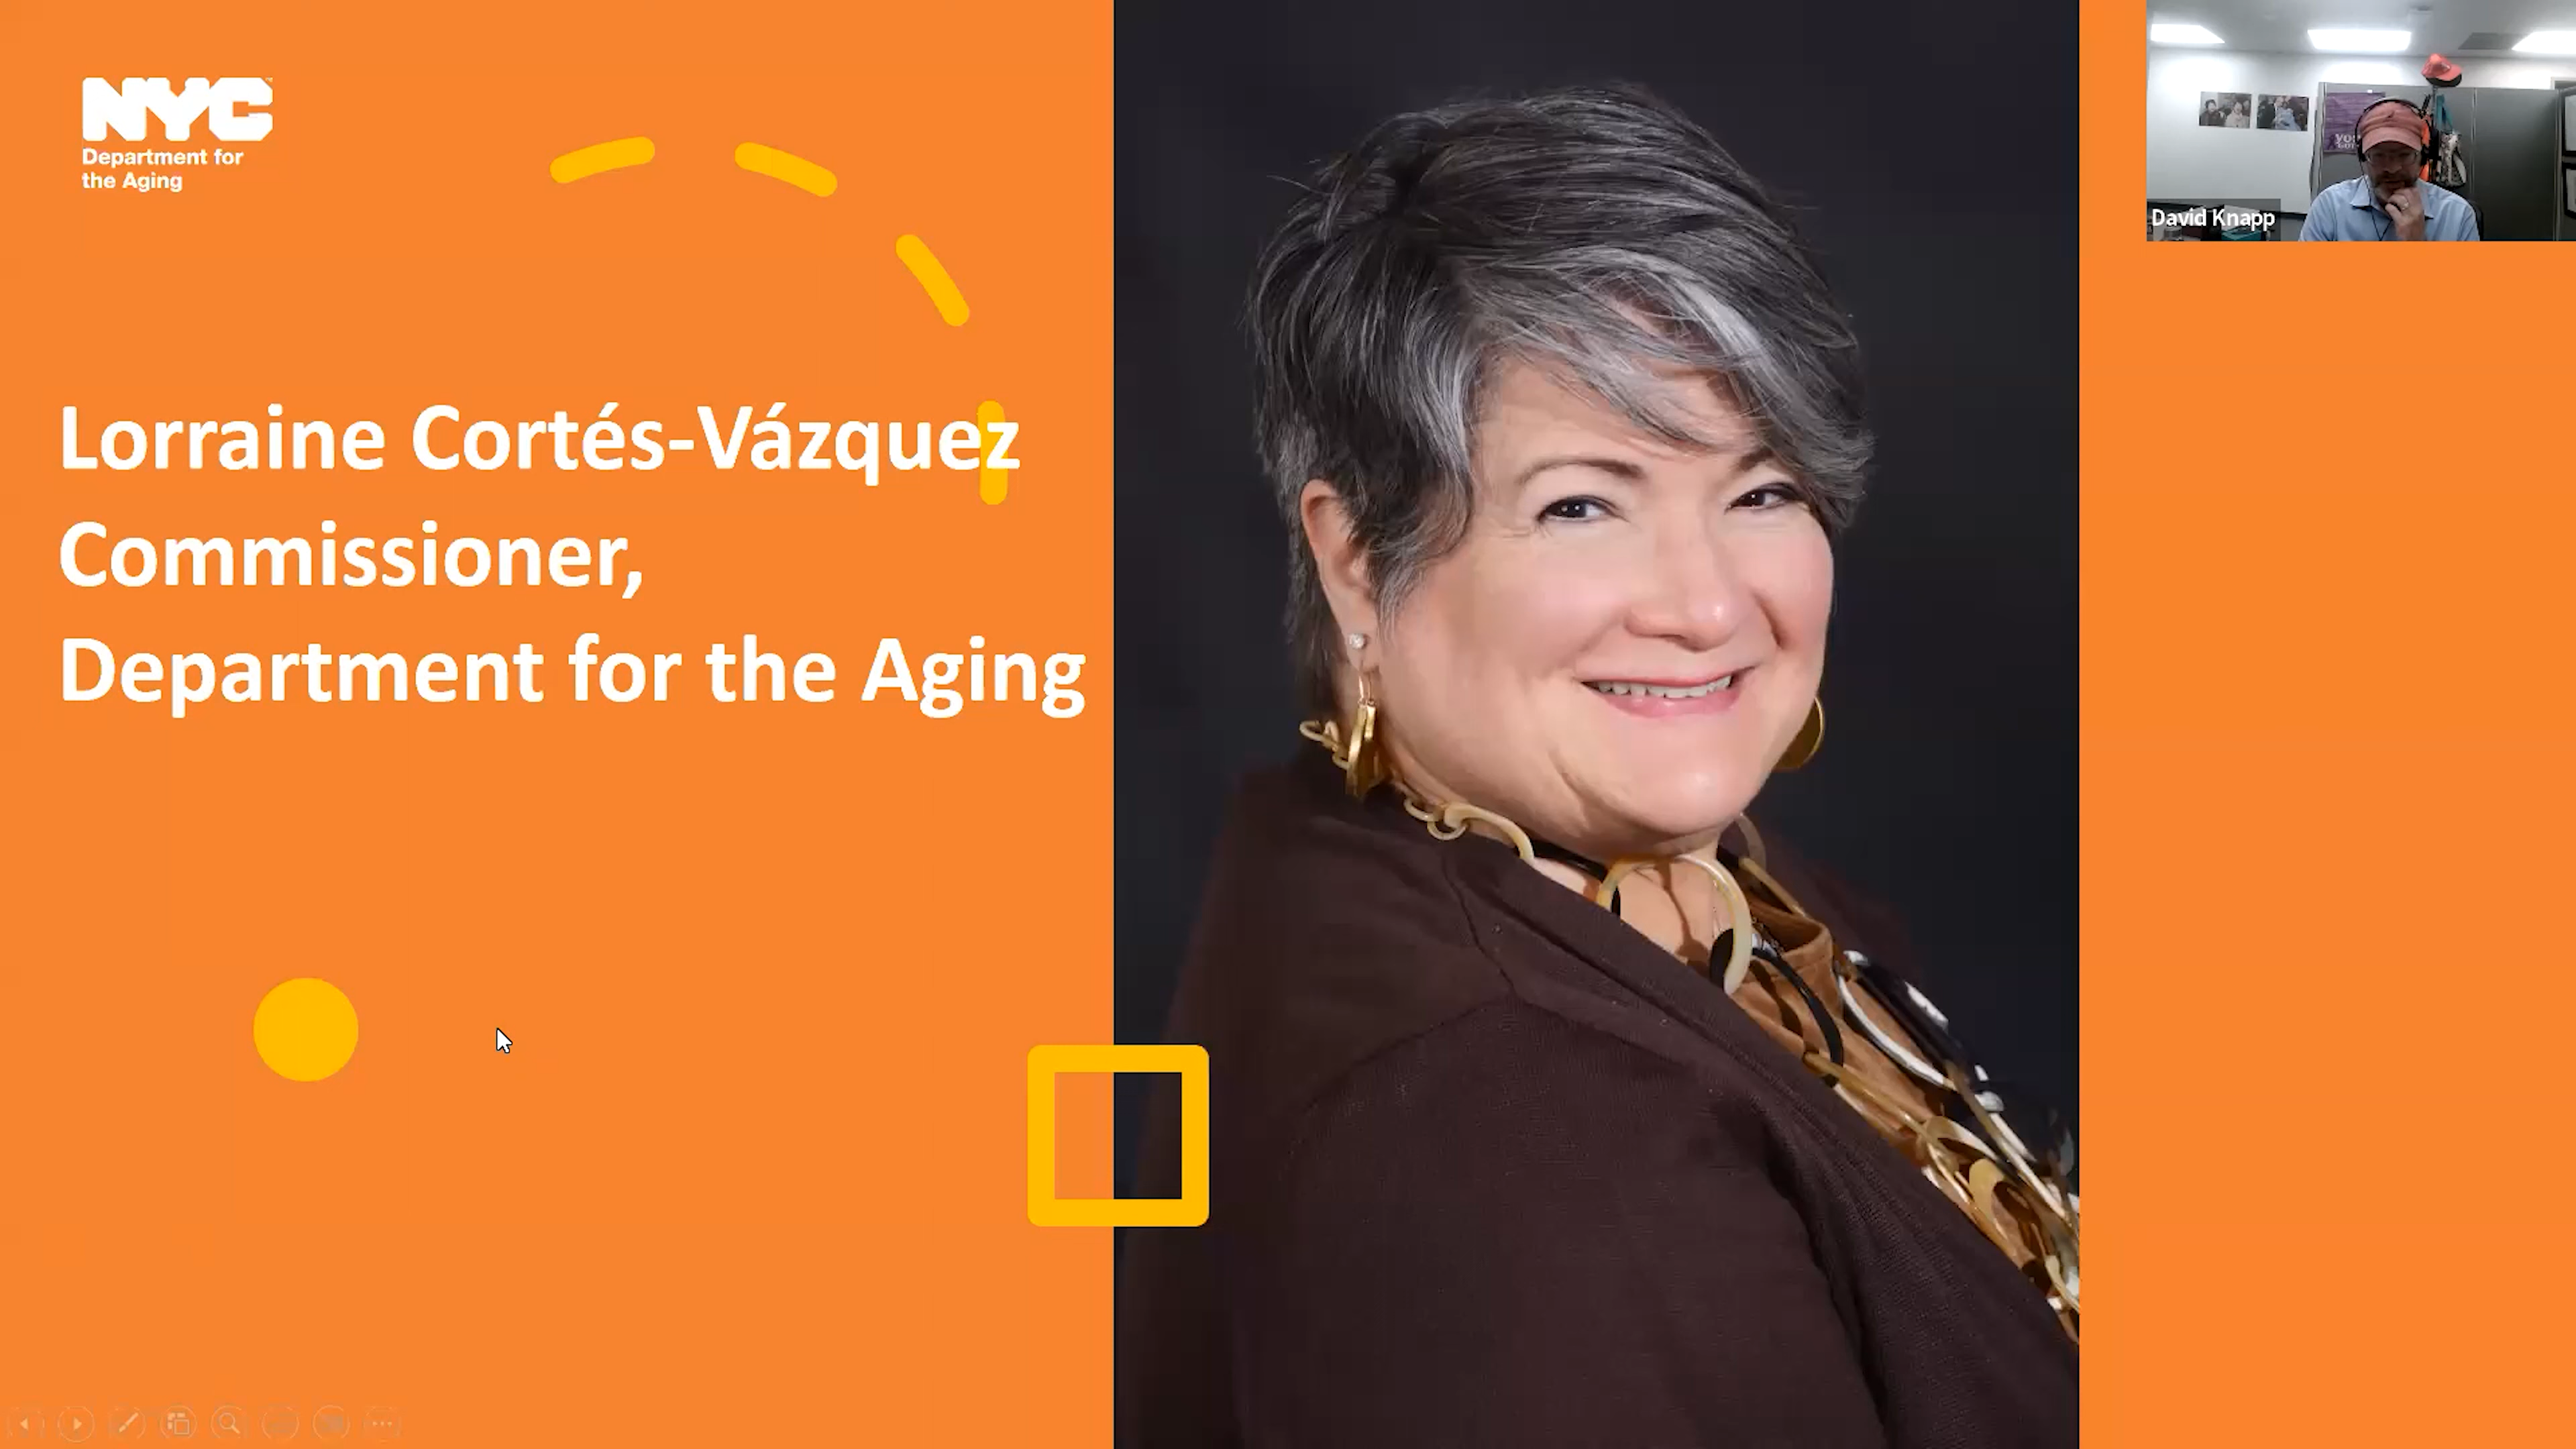 NYC
Department for
the Aging
Lorraine Cortés-Vázquez
Commissioner,
Department for the Aging
David Knapp